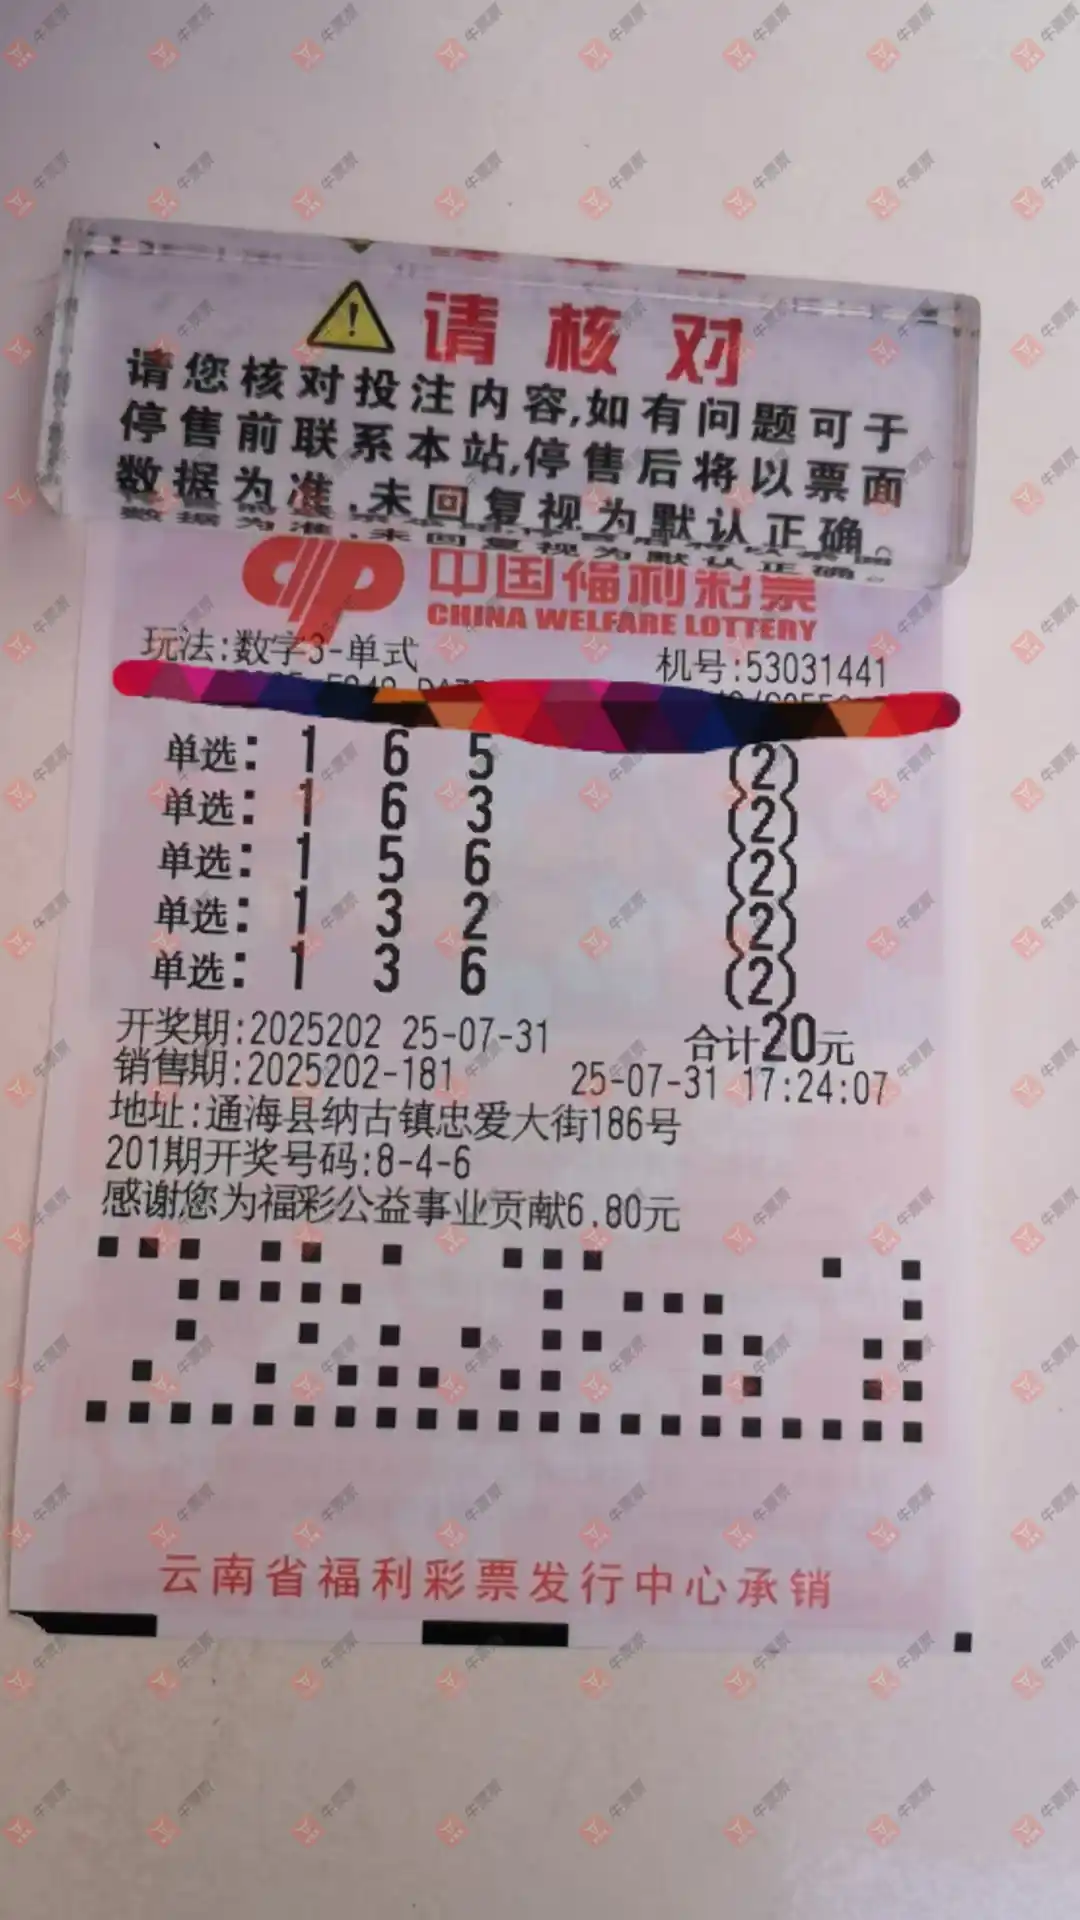 请核对
请您核对投注内容,如有问题可于
停售前联系本站,停售后将以票面
数据为准,未回复视为默认正确。
中国福利彩票
CHINA WELFARE LOTTERY
玩法:数字3-单式 机号:53031441
单选: 1 6 5 (2)
单选: 1 6 3 (2)
单选: 1 5 6 (2)
单选: 1 3 2 (2)
单选: 1 3 6 (2)
开奖期:2025202 25-07-31 合计20元
销售期:2025202-181 25-07-31 17:24:07
地址:通海县纳古镇忠爱大街186号
201期开奖号码:8-4-6
感谢您为福彩公益事业贡献6.80元
云南省福利彩票发行中心承销
牛票票